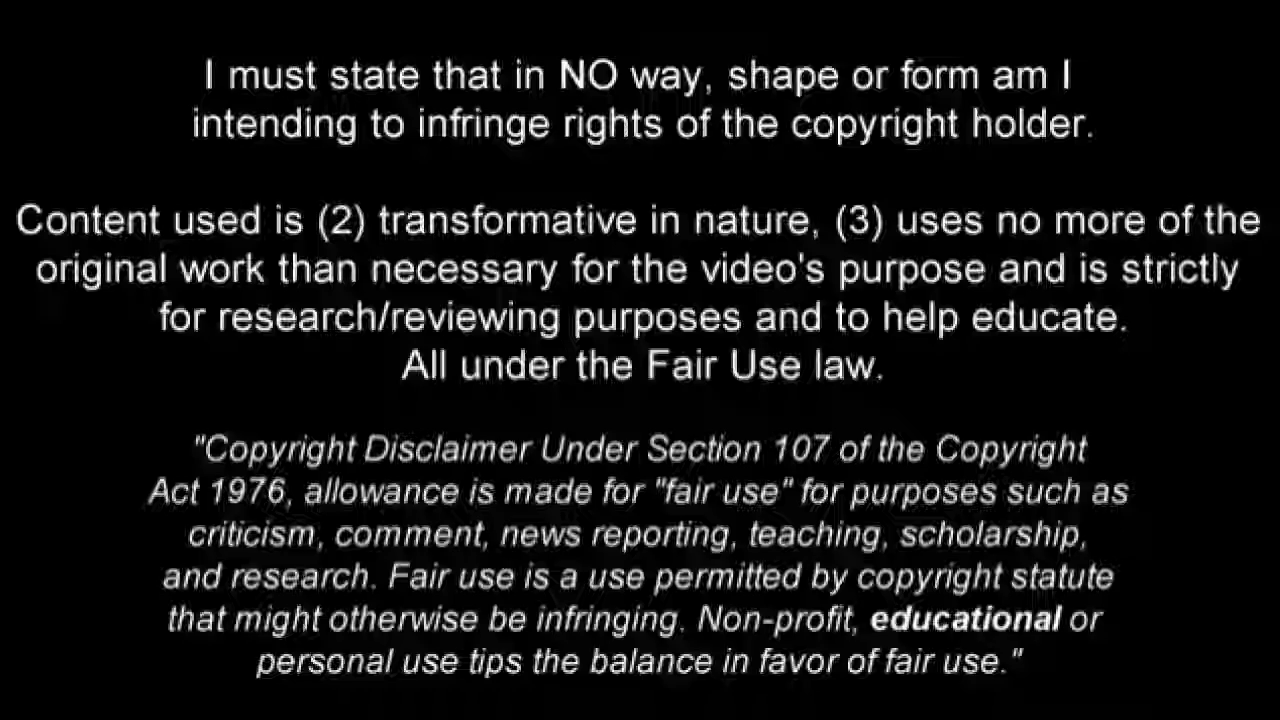 I must state that in NO way, shape or form am I
intending to infringe rights of the copyright holder.
Content used is (2) transformative in nature, (3) uses no more of the
original work than necessary for the video's purpose and is strictly
for research/reviewing purposes and to help educate.
All under the Fair Use law.
"Copyright Disclaimer Under Section 107 of the Copyright
Act 1976, allowance is made for "fair use" for purposes such as
criticism, comment, news reporting, teaching, scholarship,
and research. Fair use is a use permitted by copyright statute
that might otherwise be infringing. Non-profit, educational or
personal use tips the balance in favor of fair use."